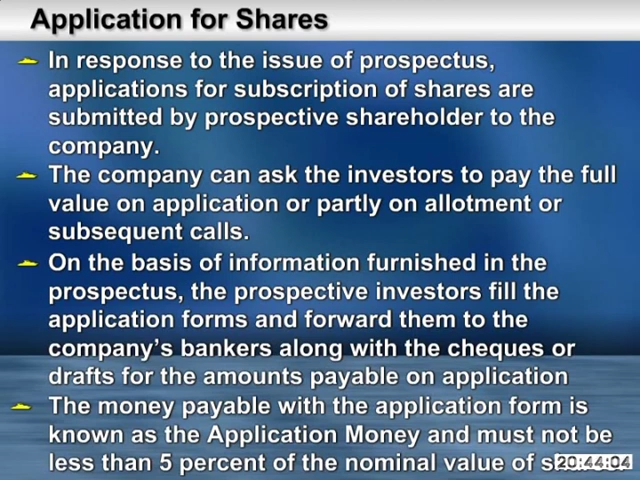 Application for Shares
In response to the issue of prospectus,
applications for subscription of shares are
submitted by prospective shareholder to the
company.
The company can ask the investors to pay the full
value on application or partly on allotment or
subsequent calls.
On the basis of information furnished in the
prospectus, the prospective investors fill the
application forms and forward them to the
company's bankers along with the cheques or
drafts for the amounts payable on application
The money payable with the application form is
known as the Application Money and must not be
less than 5 percent of the nominal value of
20:44:04